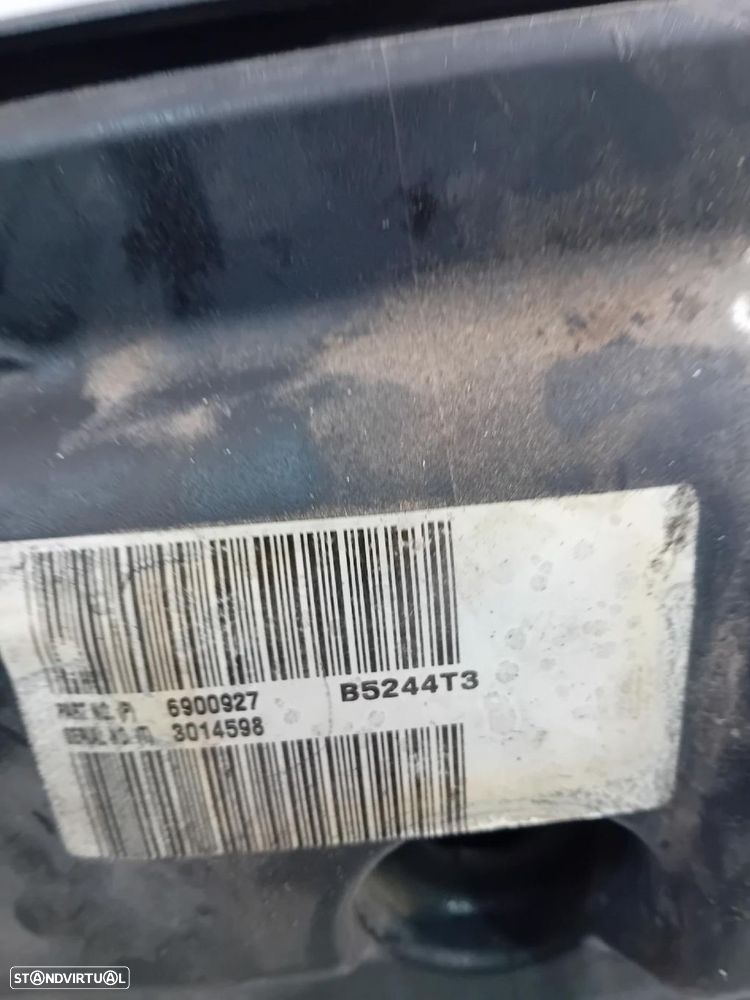 PART NO. (P) 6900927 B5244T3
SERIAL NO. (T) 3014598
STANDVIRTUAL